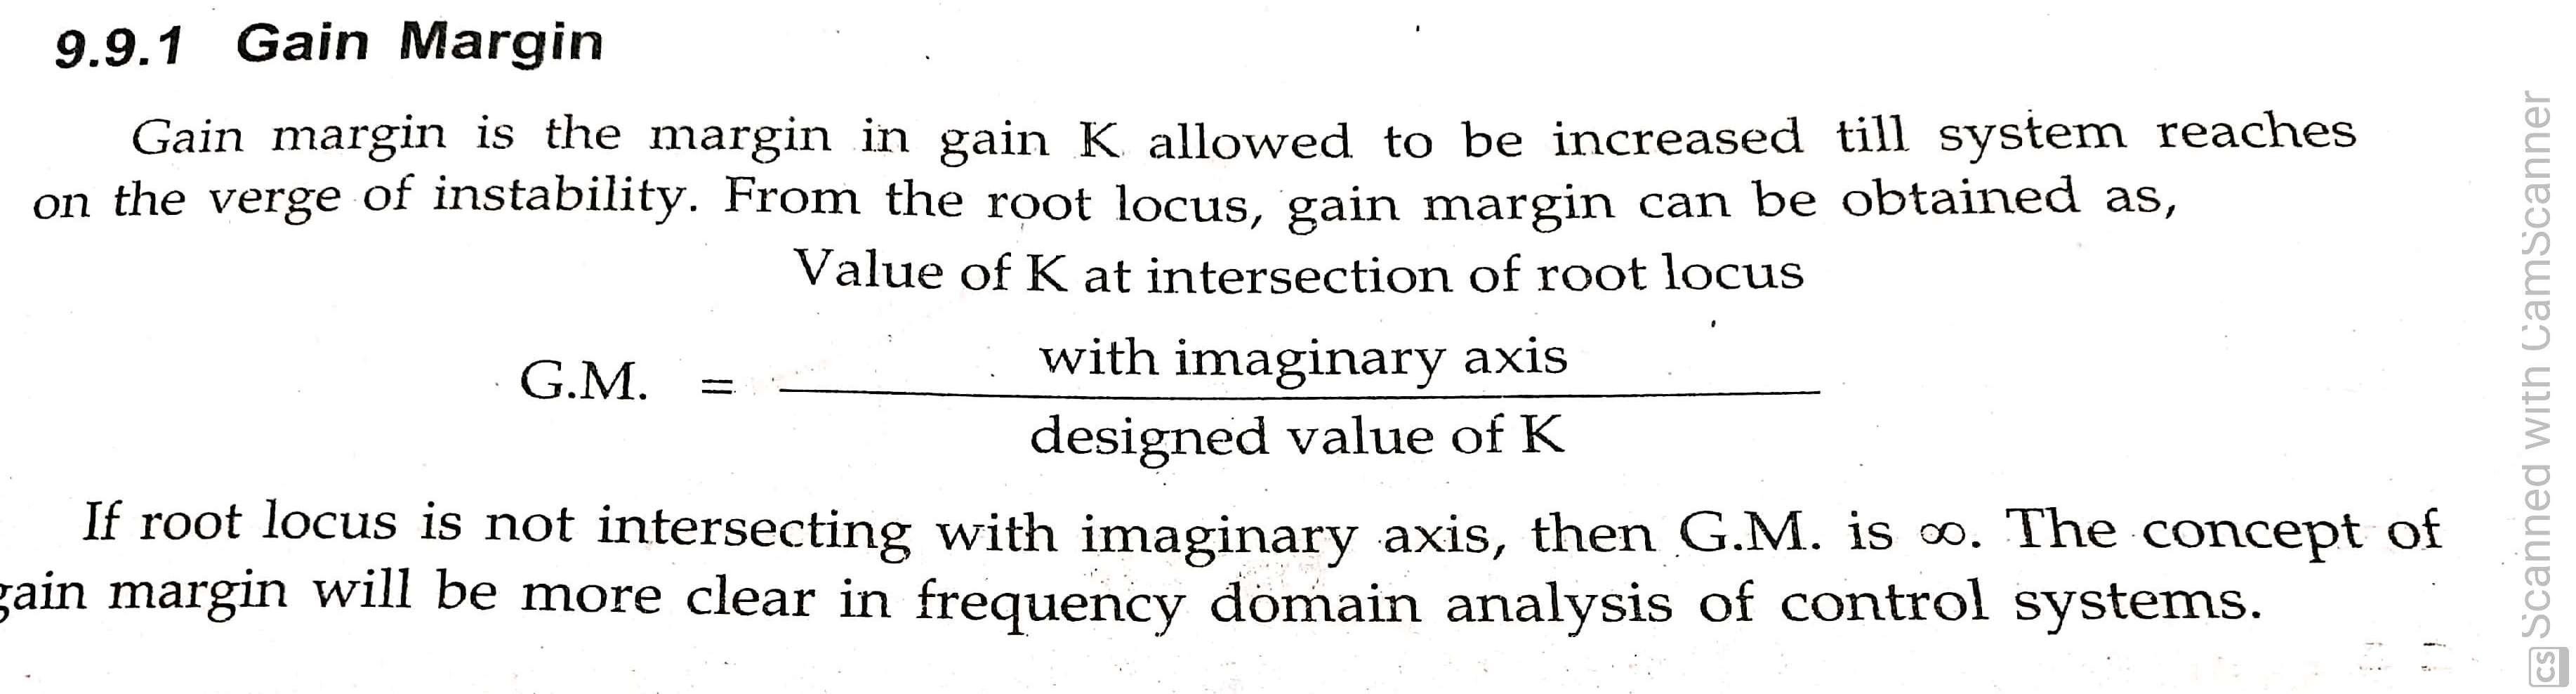 9.9.1 Gain Margin
Gain margin is the margin in gain K allowed to be increased till system reaches
on the verge of instability. From the root locus, gain margin can be obtained as,
Value of K at intersection of root locus
with imaginary axis
G.M. =
designed value of K
If root locus is not intersecting with imaginary axis, then G.M. is ∞. The concept of
gain margin will be more clear in frequency domain analysis of control systems.
CS Scanned with CamScanner